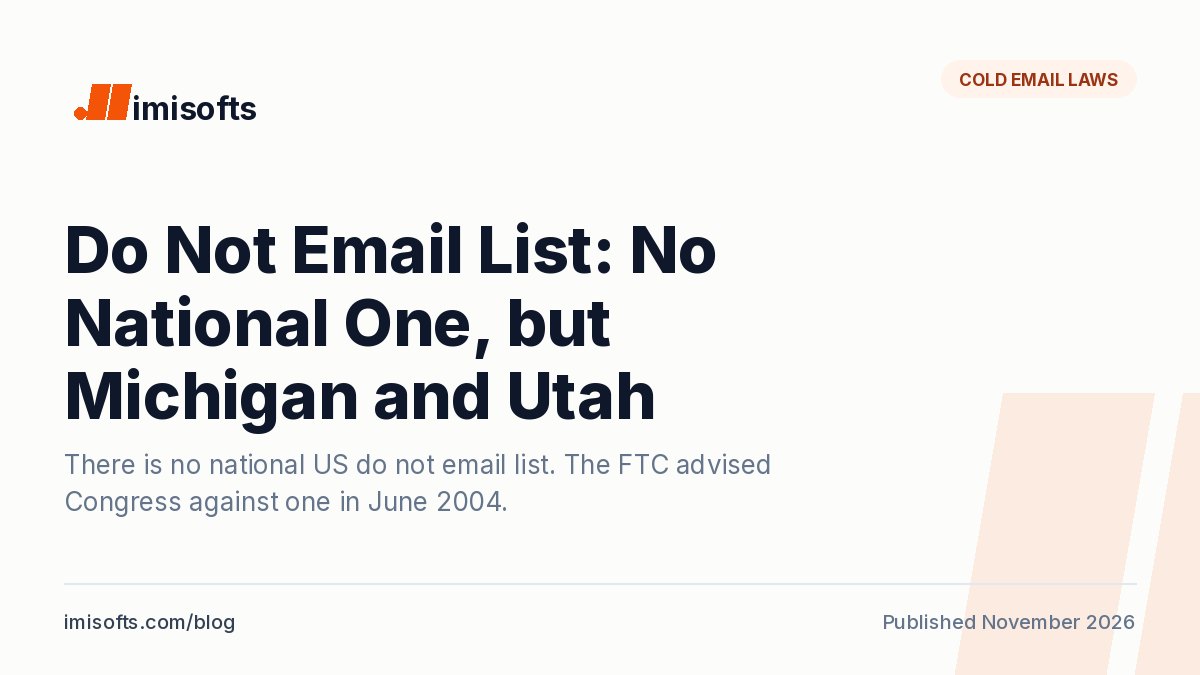 imisofts
COLD EMAIL LAWS
Do Not Email List: No
National One, but
Michigan and Utah
There is no national US do not email list. The FTC advised
Congress against one in June 2004.
imisofts.com/blog
Published November 2026